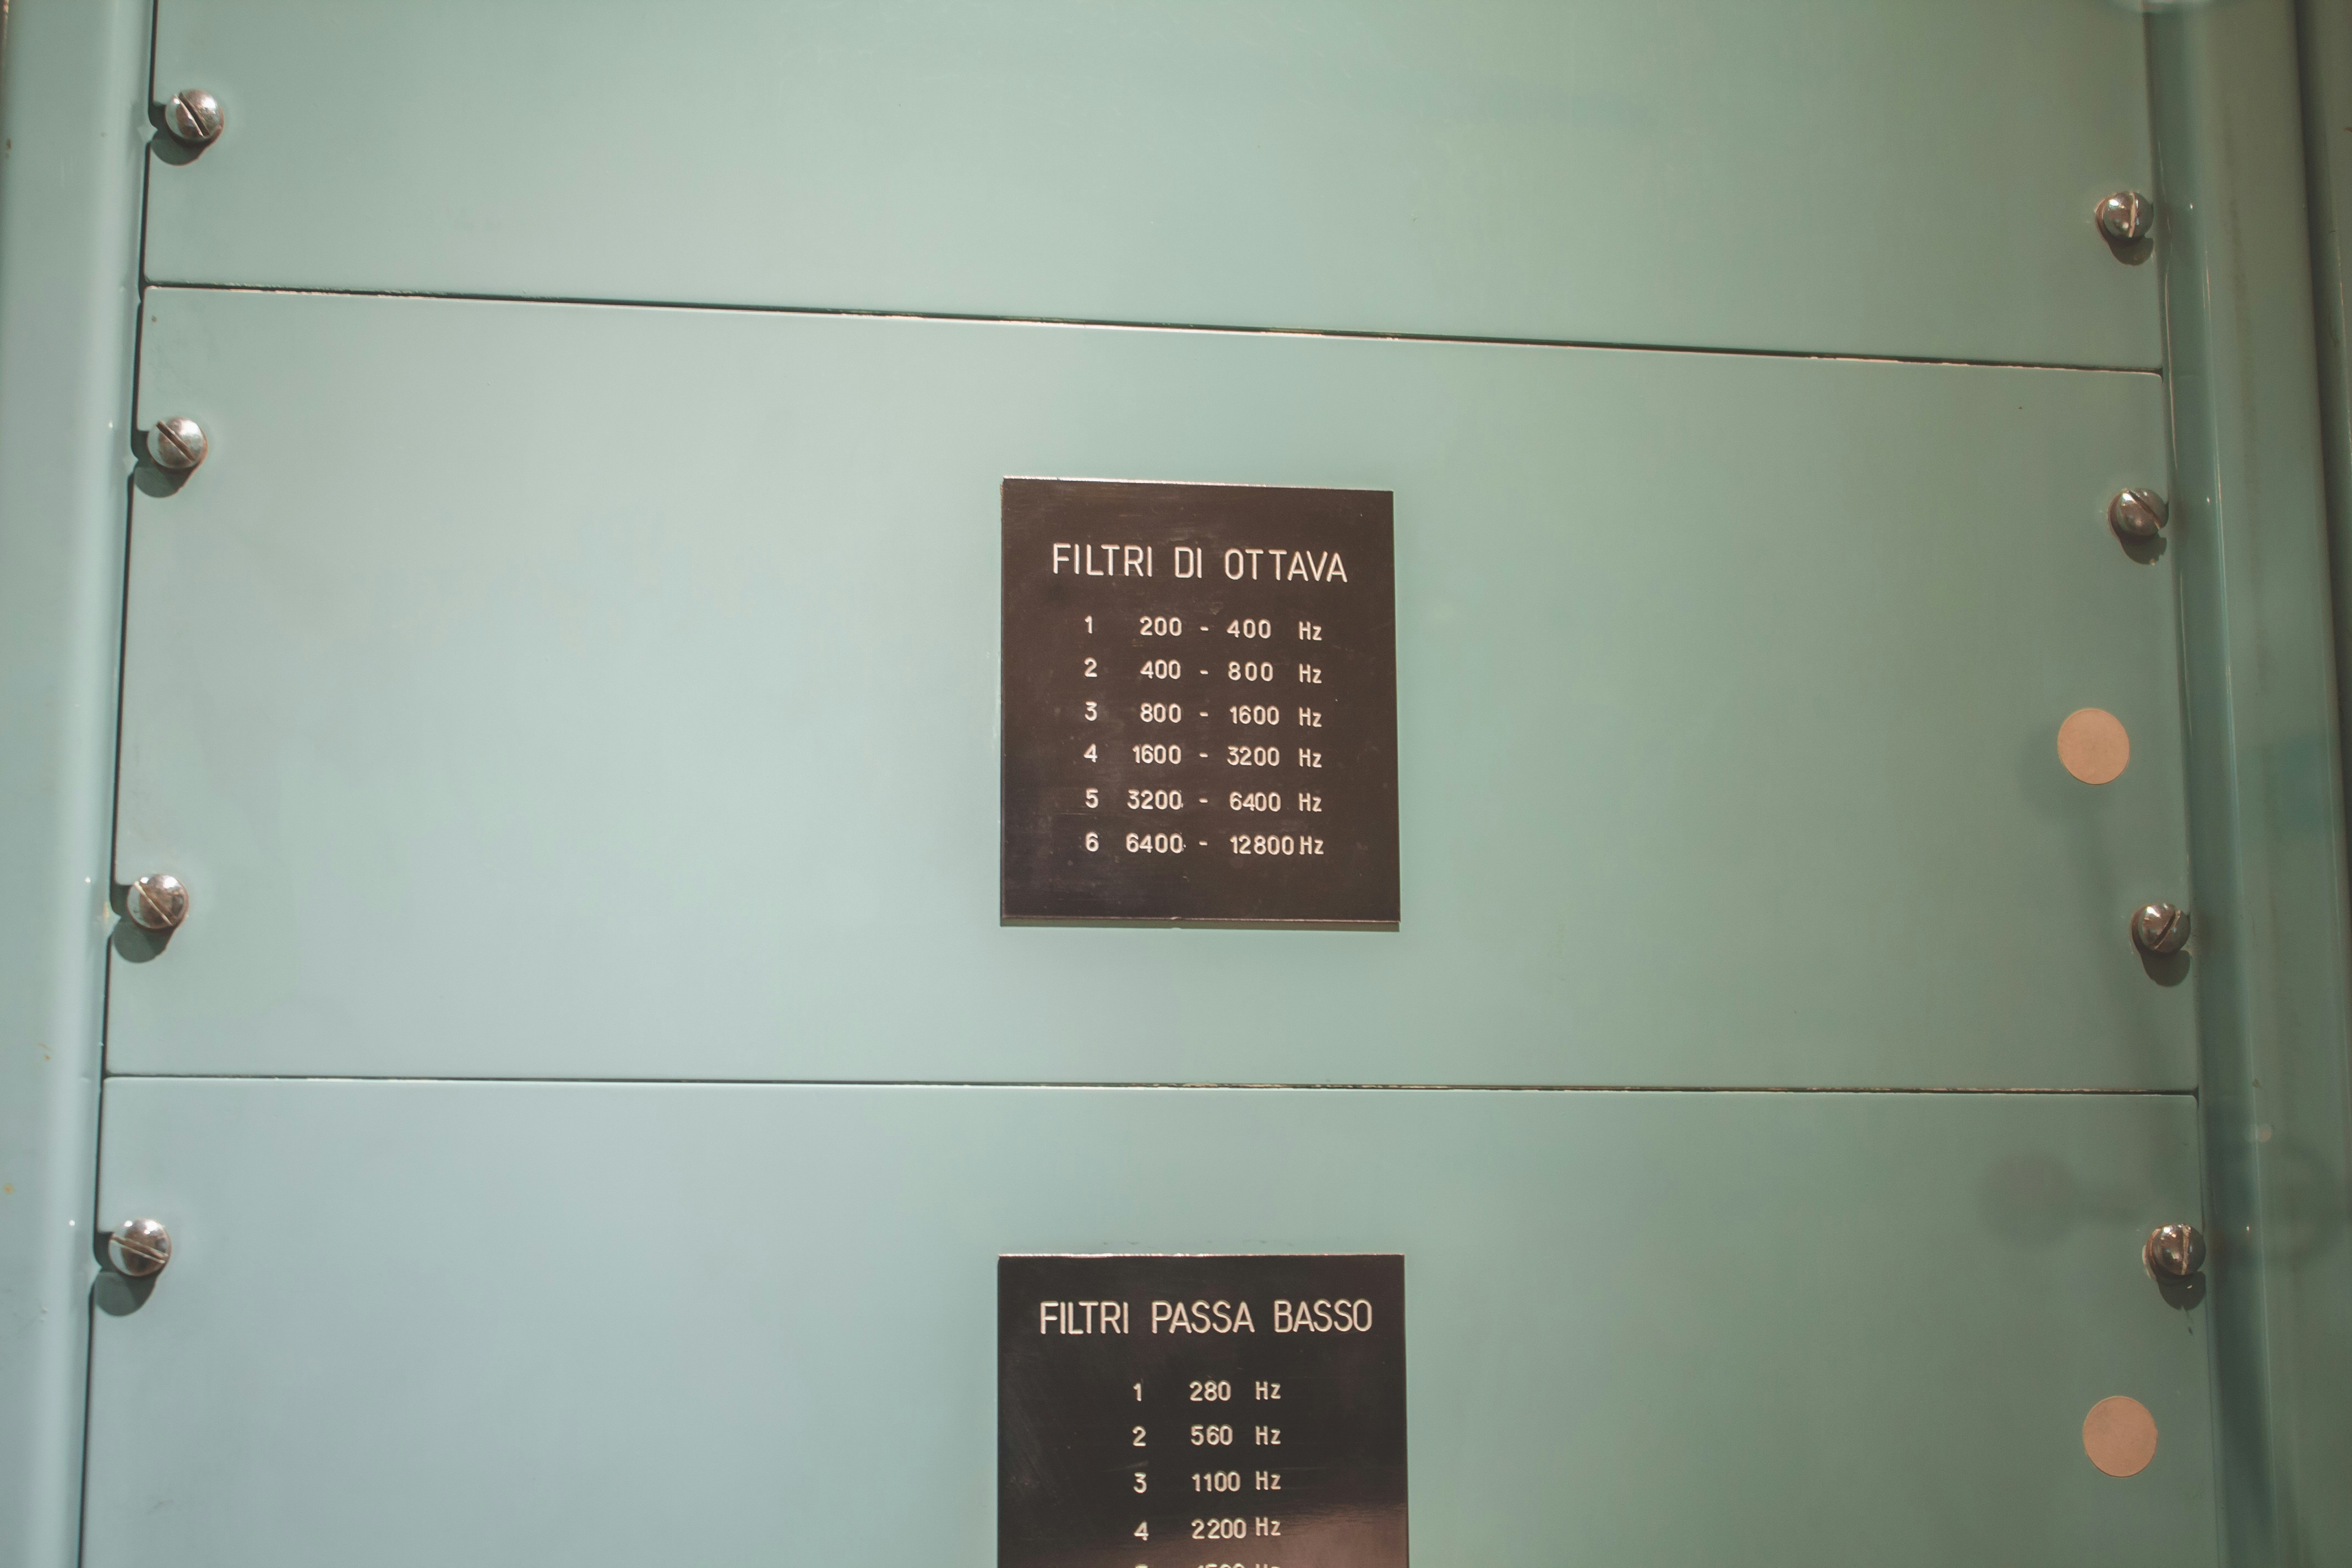 FILTRI DI OTTAVA
1 200 - 400 Hz
2 400 - 800 Hz
3 800 - 1600 Hz
4 1600 - 3200 Hz
5 3200 - 6400 Hz
6 6400 - 12800 Hz
FILTRI PASSA BASSO
1 280 Hz
2 560 Hz
3 1100 Hz
4 2200 Hz